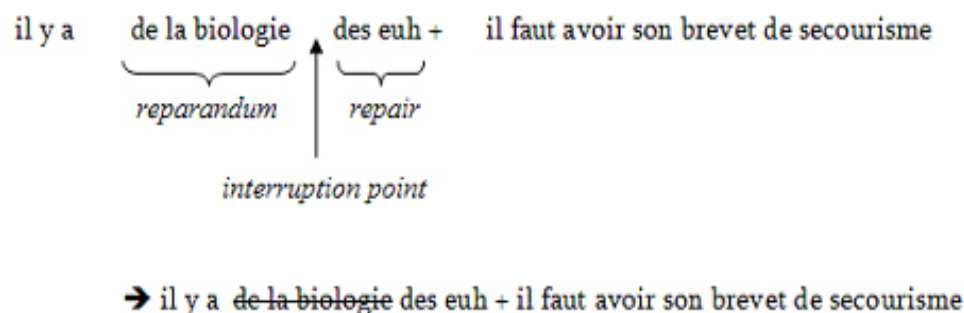 il y a de la biologie des euh + il faut avoir son brevet de secourisme
reparandum repair
interruption point
➔ il y a de la biologie des euh + il faut avoir son brevet de secourisme